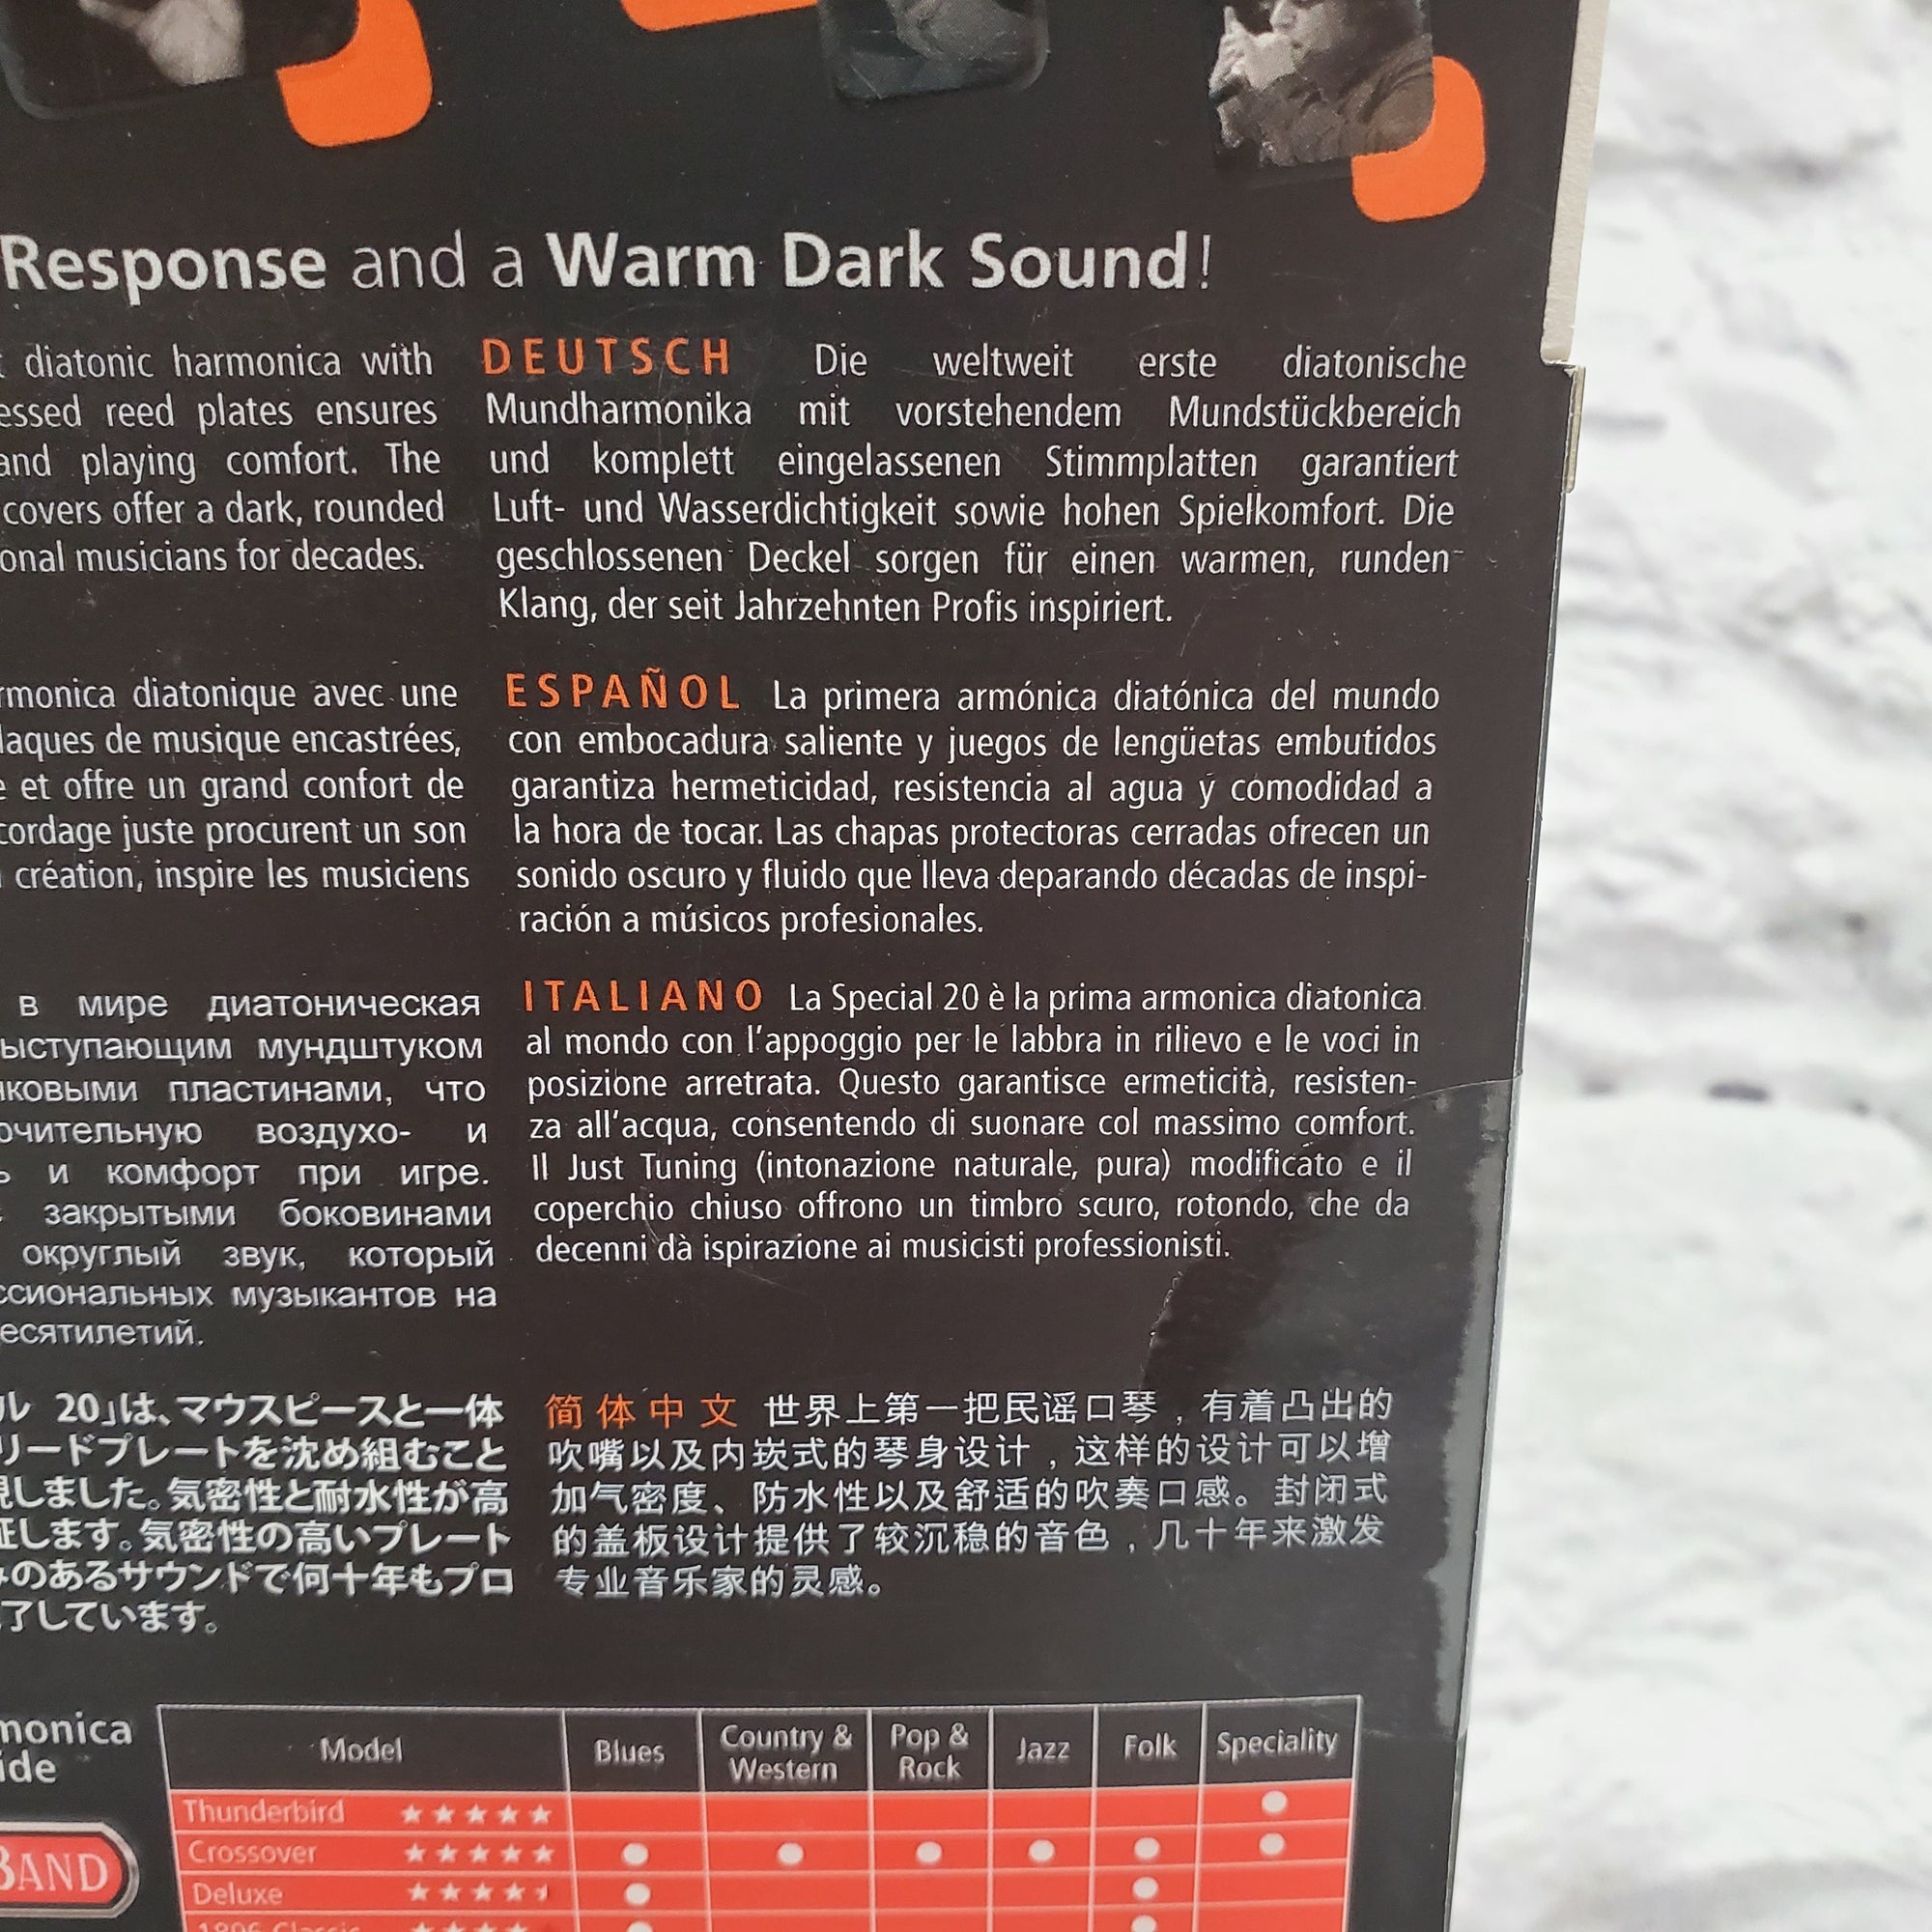 Response and a Warm Dark Sound!
diatonic harmonica with
essed reed plates ensures
and playing comfort. The
covers offer a dark, rounded
onal musicians for decades.
DEUTSCH Die weltweit erste diatonische
Mundharmonika mit vorstehendem Mundstückbereich
und komplett eingelassenen Stimmplatten garantiert
Luft- und Wasserdichtigkeit sowie hohen Spielkomfort. Die
geschlossenen Deckel sorgen für einen warmen, runden
Klang, der seit Jahrzehnten Profis inspiriert.
rmonica diatonique avec une
laques de musique encastrées,
e et offre un grand confort de
cordage juste procurent un son
création, inspire les musiciens
ESPAÑOL La primera armónica diatónica del mundo
con embocadura saliente y juegos de lengüetas embutidos
garantiza hermeticidad, resistencia al agua y comodidad a
la hora de tocar. Las chapas protectoras cerradas ofrecen un
sonido oscuro y fluido que lleva deparando décadas de inspi-
ración a músicos profesionales.
в мире диатоническая
ыступающим мундштуком
ковыми пластинами, что
ючительную воздухо- и
ь и комфорт при игре.
закрытыми боковинами
округлый звук, который
ссиональных музыкантов на
есятилетий.
ITALIANO La Special 20 è la prima armonica diatonica
al mondo con l'appoggio per le labbra in rilievo e le voci in
posizione arretrata. Questo garantisce ermeticità, resisten-
za all'acqua, consentendo di suonare col massimo comfort.
Il Just Tuning (intonazione naturale, pura) modificato e il
coperchio chiuso offrono un timbro scuro, rotondo, che da
decenni dà ispirazione ai musicisti professionisti.
ル 20」は、マウスピースと一体
リードプレートを沈め組むこと
現しました。気密性と耐水性が高
証します。気密性の高いプレート
みのあるサウンドで何十年もプロ
了しています。
简体中文 世界上第一把民谣口琴，有着凸出的
吹嘴以及内崁式的琴身设计，这样的设计可以增
加气密度、防水性以及舒适的吹奏口感。封闭式
的盖板设计提供了较沉稳的音色，几十年来激发
专业音乐家的灵感。
monica
ide
BAND
Model Blues Country & Western Pop & Rock Jazz Folk Speciality
Thunderbird ★★★★★
Crossover ★★★★★
Deluxe ★★★★
1896 Classic